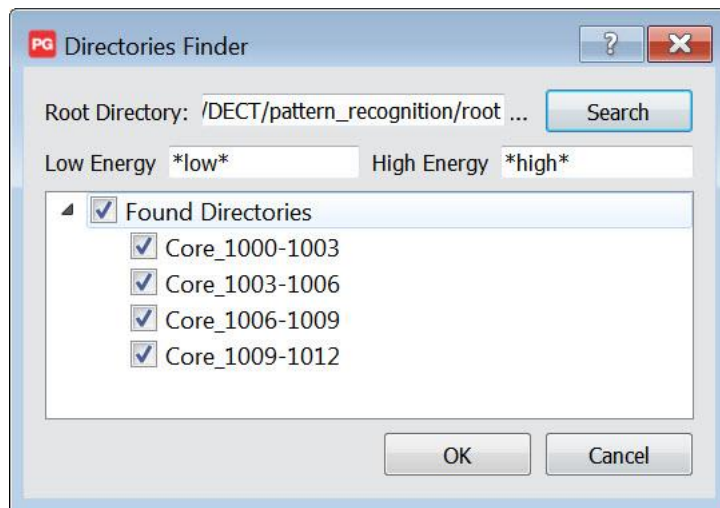 PG Directories Finder ?
Root Directory: /DECT/pattern_recognition/root ... Search
Low Energy *low* High Energy *high*
Found Directories
Core_1000-1003
Core_1003-1006
Core_1006-1009
Core_1009-1012
OK Cancel